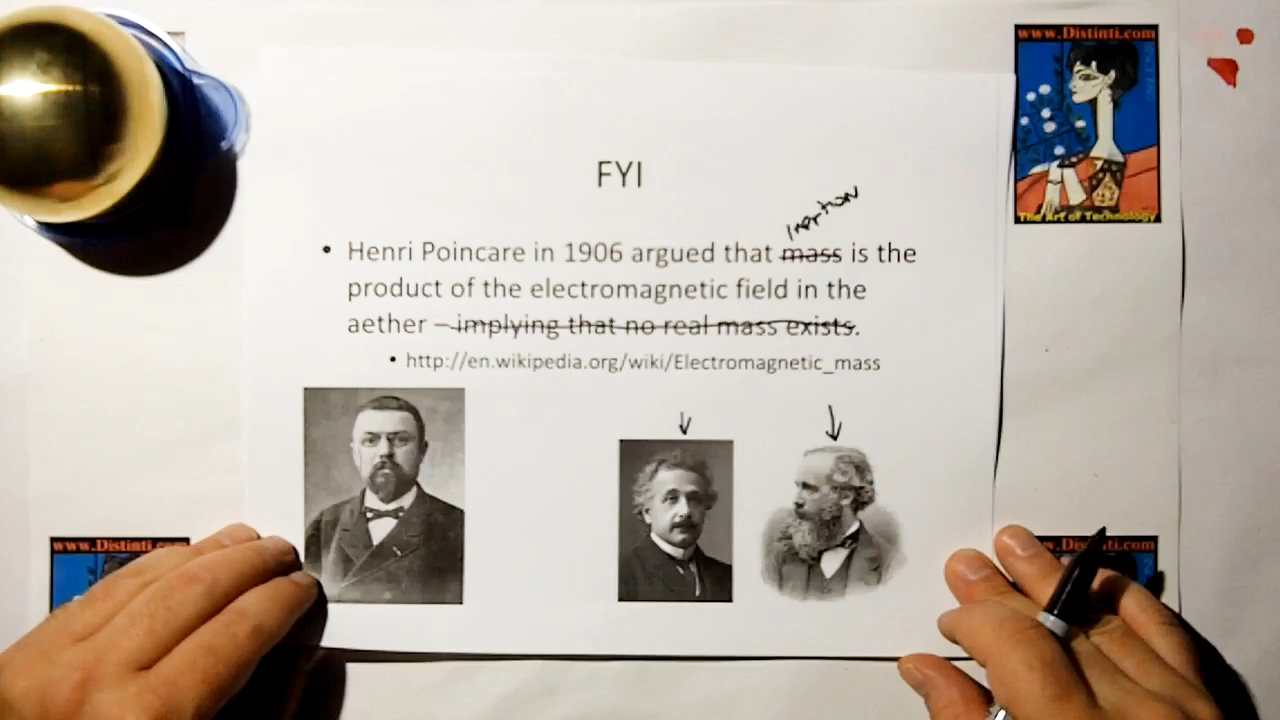 www.Distinti.com
The Art of Technology
FYI
Inertion
• Henri Poincare in 1906 argued that mass is the
product of the electromagnetic field in the
aether – implying that no real mass exists.
• http://en.wikipedia.org/wiki/Electromagnetic_mass
www.Distinti.com
www.Distinti.com